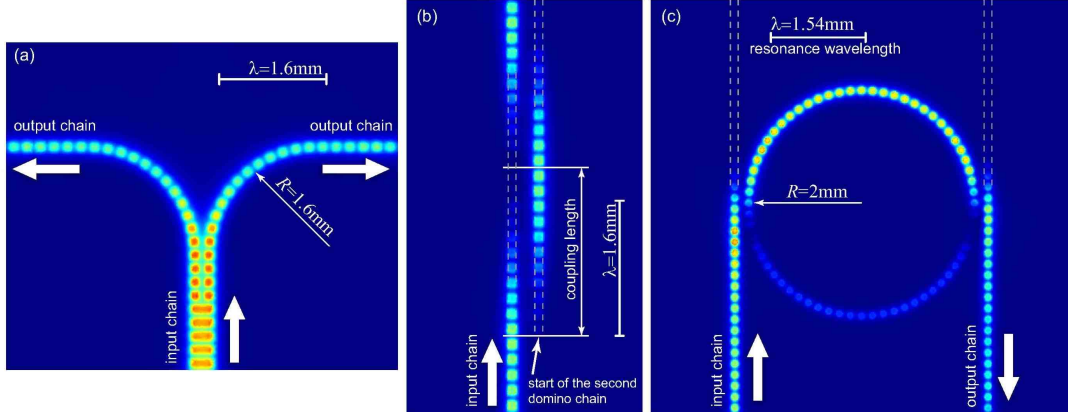 (a)
λ=1.6mm
output chain
output chain
R=1.6mm
input chain
(b)
coupling length
λ=1.6mm
input chain
start of the second
domino chain
(c)
λ=1.54mm
resonance wavelength
R=2mm
input chain
output chain